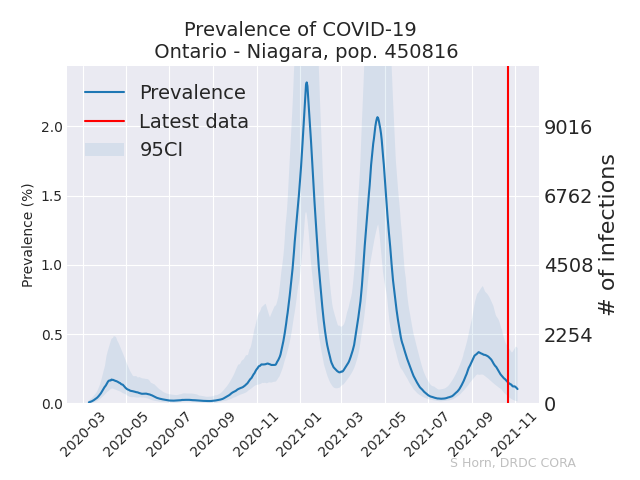 Prevalence of COVID-19
Ontario - Niagara, pop. 450816
Prevalence
Latest data
95CI
Prevalence (%)
2.0
1.5
1.0
0.5
0.0
9016
6762
4508
2254
0
# of infections
2020-03
2020-05
2020-07
2020-09
2020-11
2021-01
2021-03
2021-05
2021-07
2021-09
2021-11
S Horn, DRDC CORA